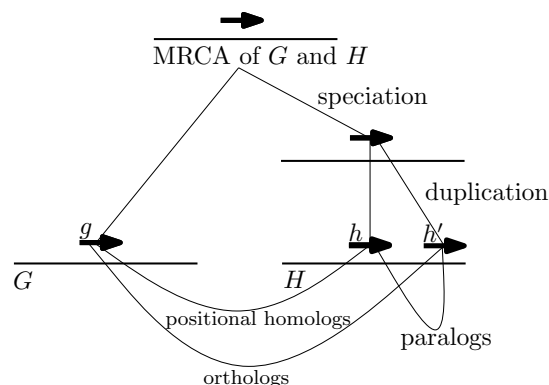 MRCA of G and H
speciation
duplication
g
h
h'
G
H
positional homologs
paralogs
orthologs